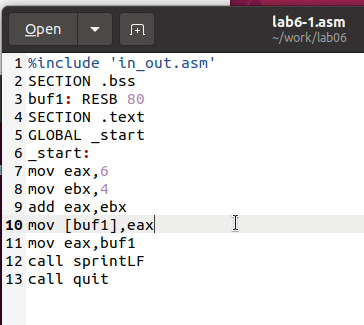 Open
lab6-1.asm
~/work/lab06
1 %include 'in_out.asm'
2 SECTION .bss
3 buf1: RESB 80
4 SECTION .text
5 GLOBAL _start
6 _start:
7 mov eax,6
8 mov ebx,4
9 add eax,ebx
10 mov [buf1],eax
11 mov eax,buf1
12 call sprintLF
13 call quit